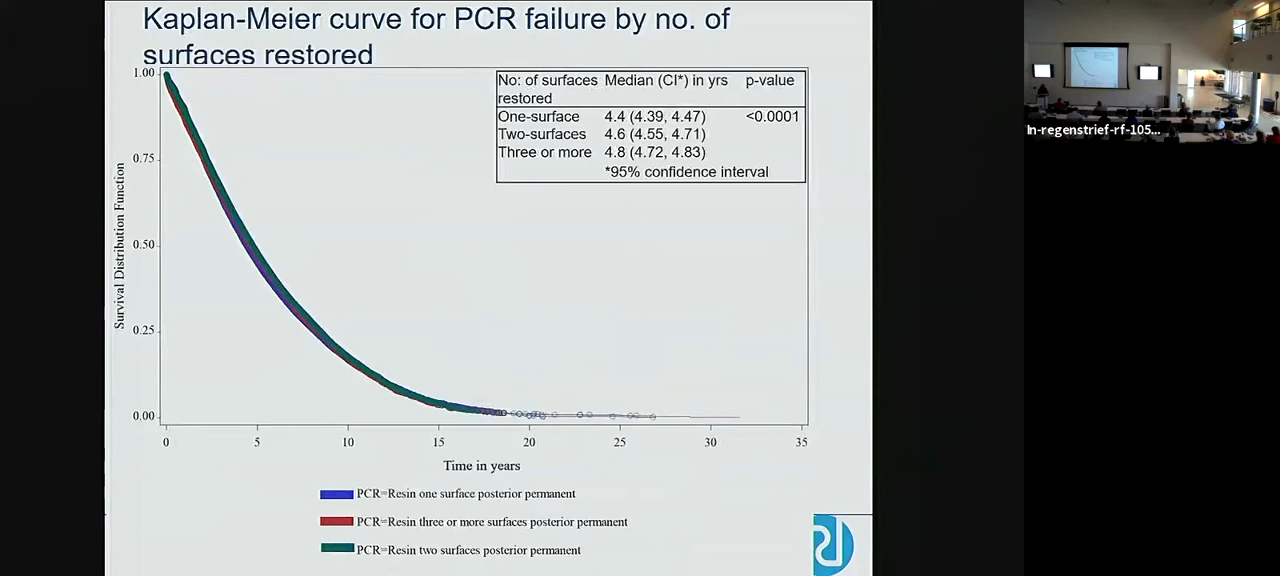 Kaplan-Meier curve for PCR failure by no. of
surfaces restored
No: of surfaces Median (CI*) in yrs p-value
restored
One-surface 4.4 (4.39, 4.47) <0.0001
Two-surfaces 4.6 (4.55, 4.71)
Three or more 4.8 (4.72, 4.83)
*95% confidence interval
Survival Distribution Function
1.00
0.75
0.50
0.25
0.00
0 5 10 15 20 25 30 35
Time in years
PCR=Resin one surface posterior permanent
PCR=Resin three or more surfaces posterior permanent
PCR=Resin two surfaces posterior permanent
In-regenstrief-rf-105...